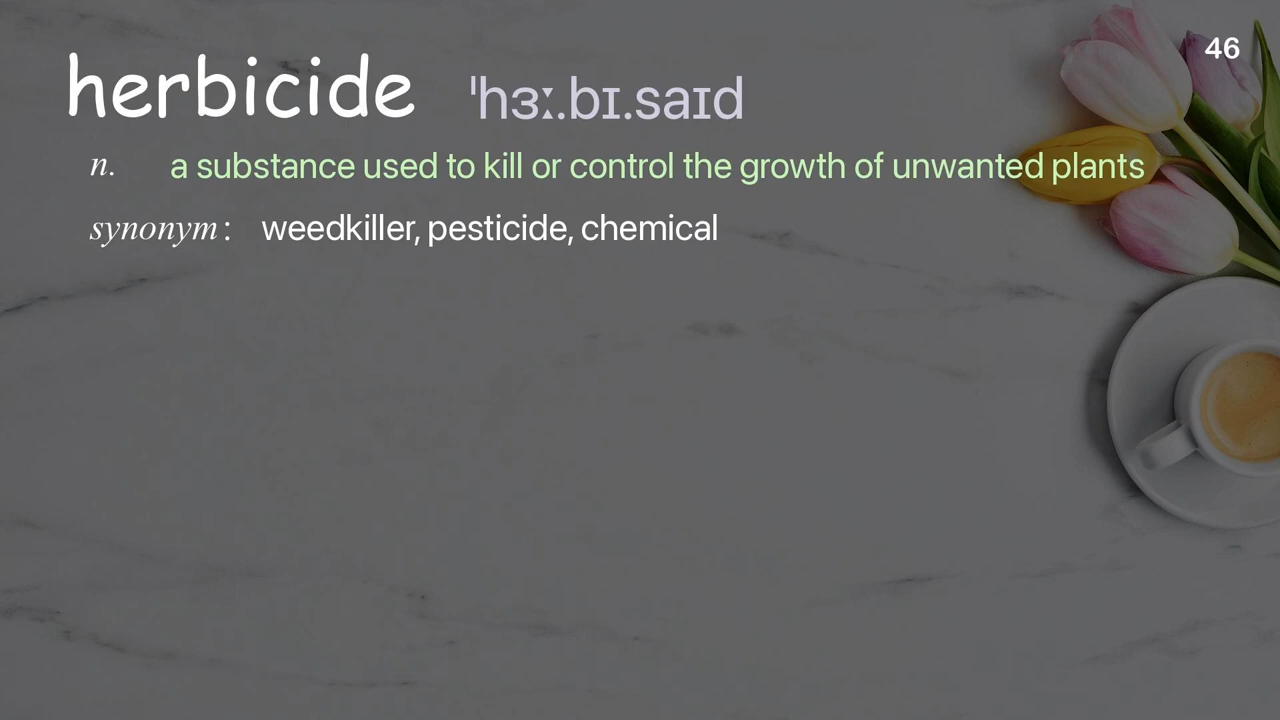 46
herbicide ˈhɜː.bɪ.saɪd
n. a substance used to kill or control the growth of unwanted plants
synonym: weedkiller, pesticide, chemical